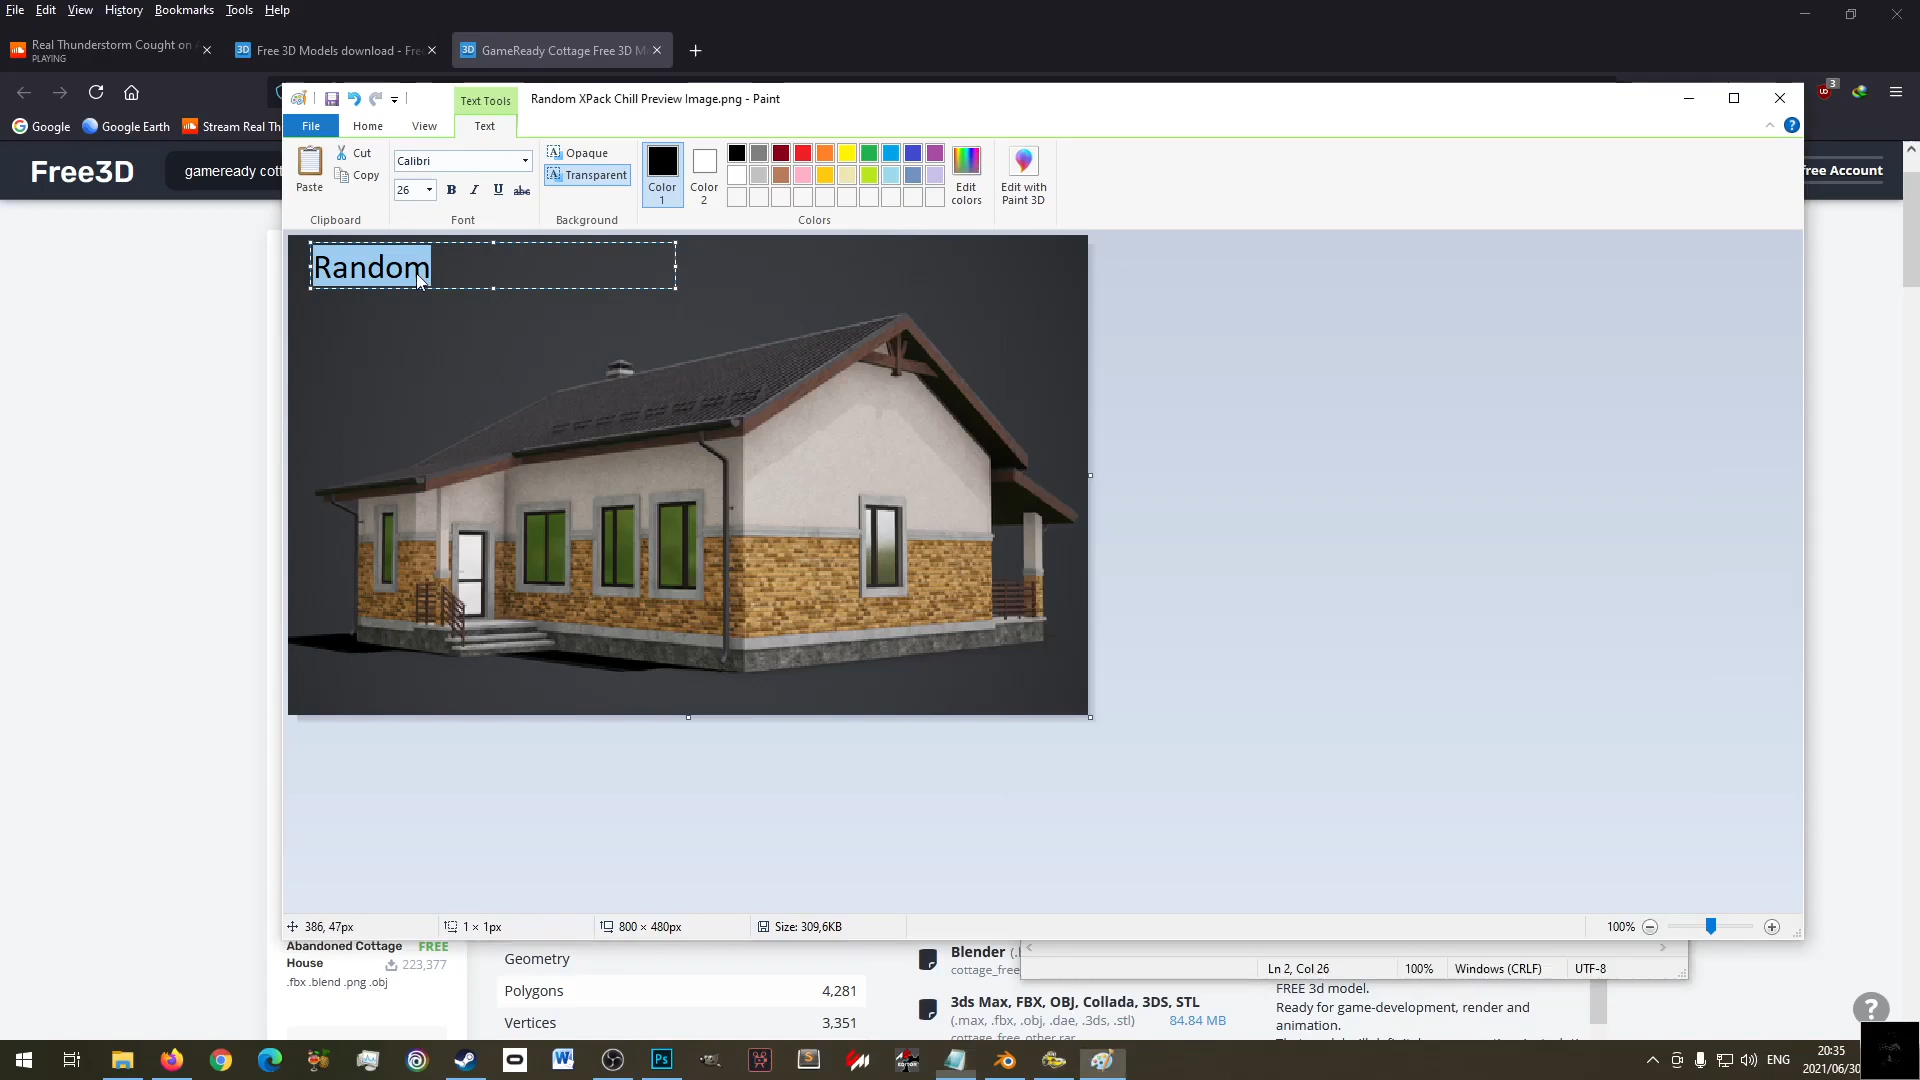 File Edit View History Bookmarks Tools Help
Real Thunderstorm Cought on
PLAYING
Free 3D Models download - Fre
GameReady Cottage Free 3D M
Google Google Earth Stream Real Th
3
Free3D
gameready cott
ree Account
Text Tools
Random XPack Chill Preview Image.png - Paint
File Home View Text
Paste
Cut
Copy
Clipboard
Calibri
26 B I U abc
Font
Opaque
Transparent
Background
Color 1
Color 2
Edit colors
Colors
Edit with Paint 3D
Random
386, 47px
1 × 1px
800 × 480px
Size: 309,6KB
100%
Abandoned Cottage House
FREE
223,377
.fbx .blend .png .obj
Geometry
Polygons 4,281
Vertices 3,351
Blender
cottage_free
3ds Max, FBX, OBJ, Collada, 3DS, STL
(.max, .fbx, .obj, .dae, .3ds, .stl) 84.84 MB
cottage_free_other.rar
Ln 2, Col 26
100%
Windows (CRLF)
UTF-8
FREE 3d model.
Ready for game-development, render and
animation.
ENG
20:35
2021/06/30